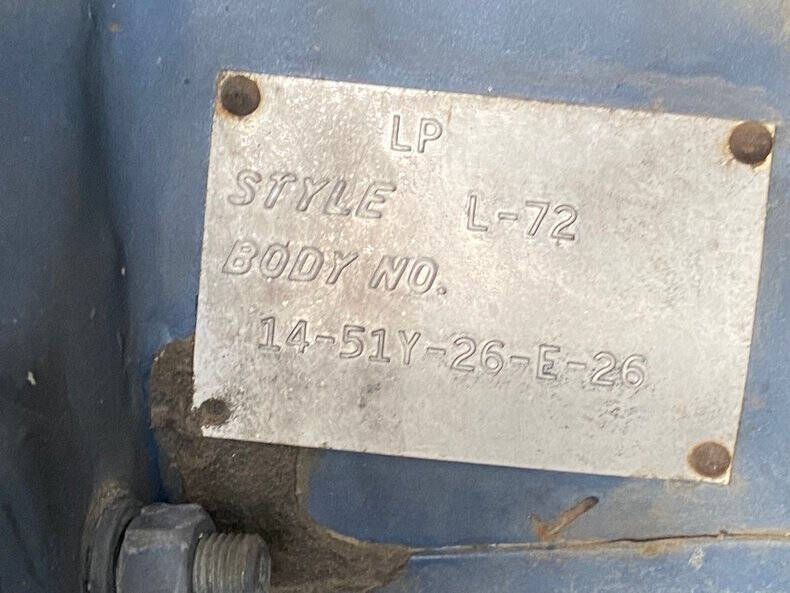 LP
STYLE L-72
BODY NO.
14-51Y-26-E-26